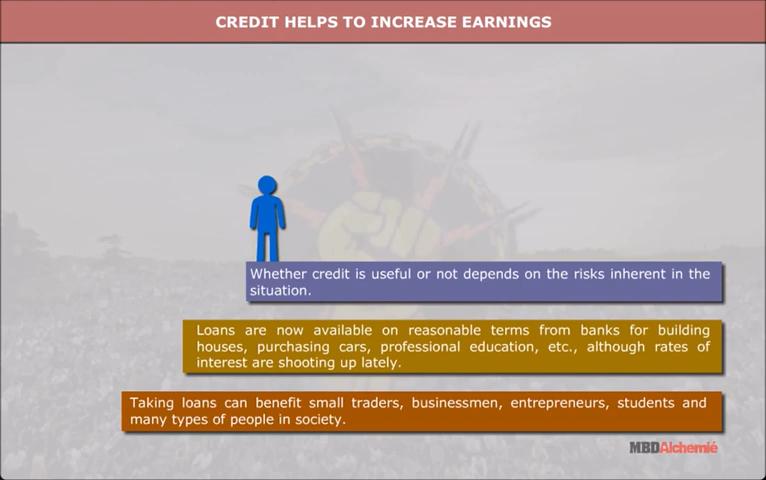 CREDIT HELPS TO INCREASE EARNINGS
Whether credit is useful or not depends on the risks inherent in the
situation.
Loans are now available on reasonable terms from banks for building
houses, purchasing cars, professional education, etc., although rates of
interest are shooting up lately.
Taking loans can benefit small traders, businessmen, entrepreneurs, students and
many types of people in society.
MBDAlchemié